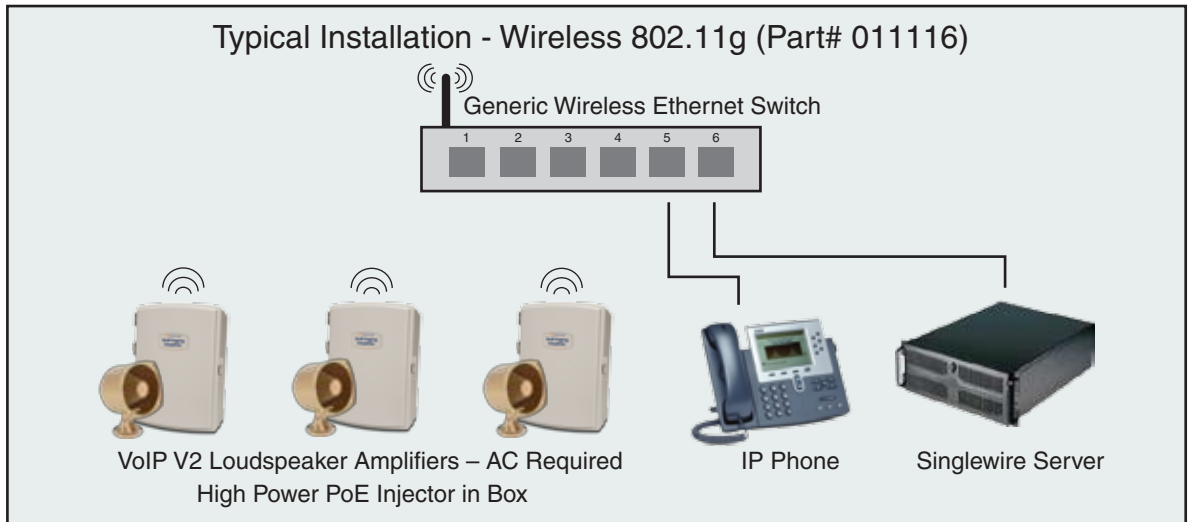 Typical Installation - Wireless 802.11g (Part# 011116)
Generic Wireless Ethernet Switch
1 2 3 4 5 6
VoIP V2 Loudspeaker Amplifiers – AC Required
High Power PoE Injector in Box
IP Phone
Singlewire Server